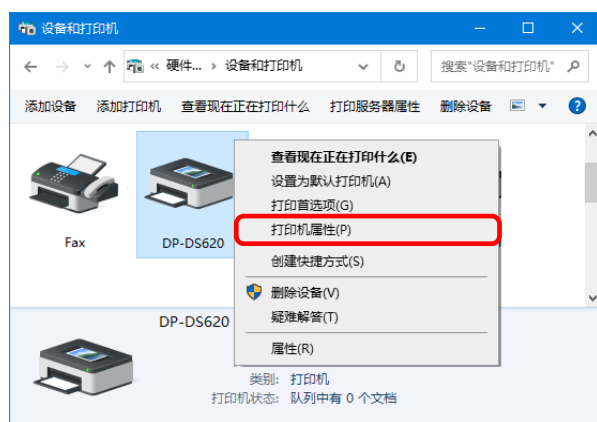 设备和打印机
« 硬件... › 设备和打印机
搜索"设备和打印机"
添加设备 添加打印机 查看现在正在打印什么 打印服务器属性 删除设备
Fax
DP-DS620
查看现在正在打印什么(E)
设置为默认打印机(A)
打印首选项(G)
打印机属性(P)
创建快捷方式(S)
删除设备(V)
疑难解答(T)
属性(R)
DP-DS620
类别: 打印机
打印机状态: 队列中有 0 个文档